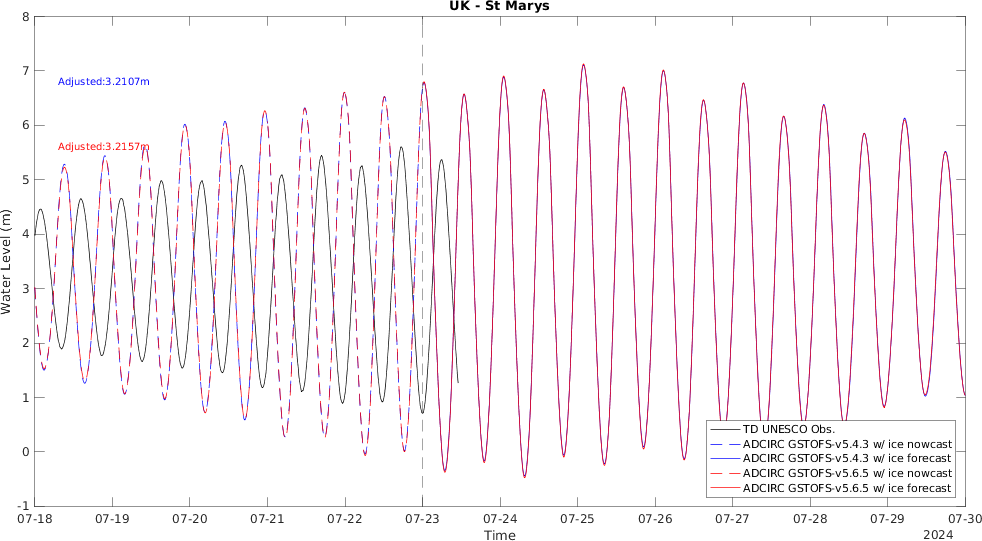 UK - St Marys
8
7
6
5
4
3
2
1
0
-1
Water Level (m)
Adjusted:3.2107m
Adjusted:3.2157m
TD UNESCO Obs.
ADCIRC GSTOFS-v5.4.3 w/ ice nowcast
ADCIRC GSTOFS-v5.4.3 w/ ice forecast
ADCIRC GSTOFS-v5.6.5 w/ ice nowcast
ADCIRC GSTOFS-v5.6.5 w/ ice forecast
07-18 07-19 07-20 07-21 07-22 07-23 07-24 07-25 07-26 07-27 07-28 07-29 07-30
Time
2024